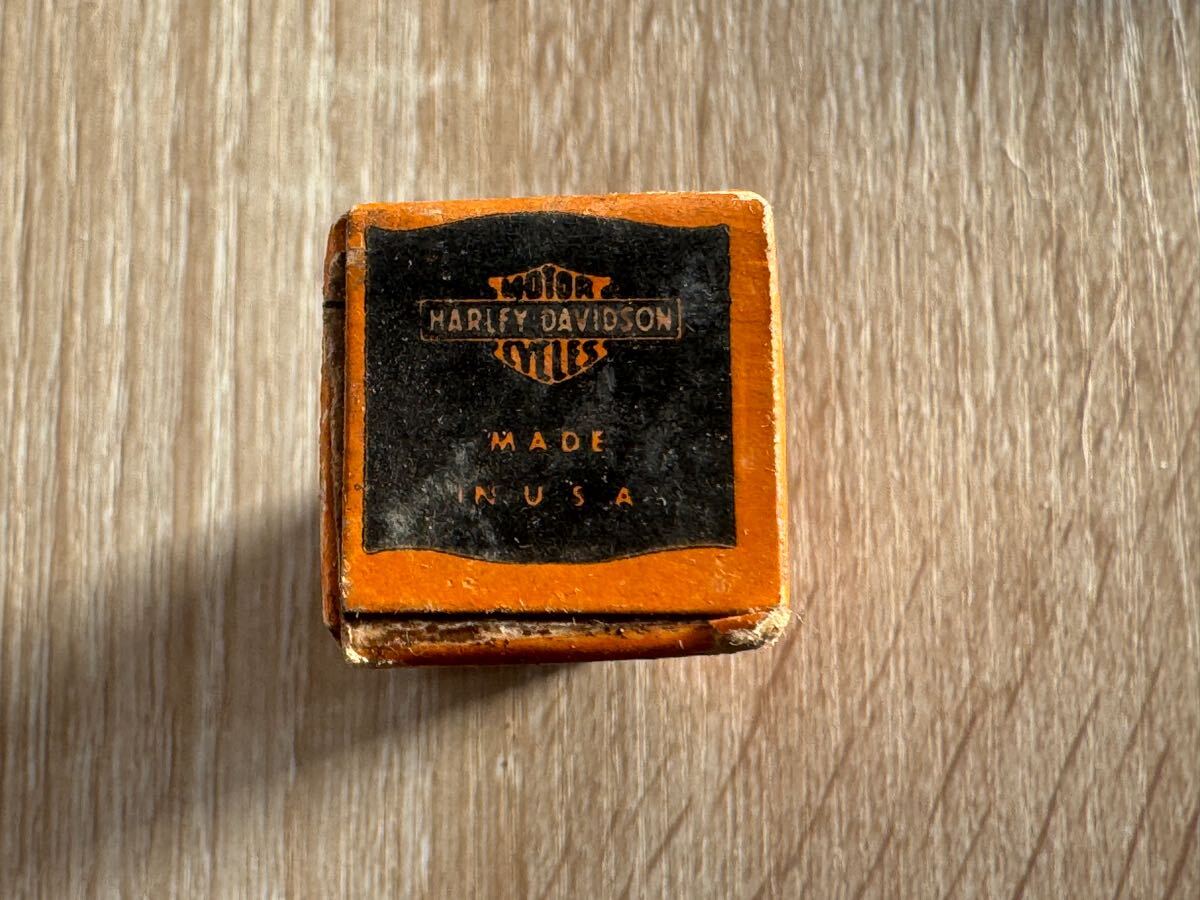 MOTOR
HARLEY-DAVIDSON
CYCLES
MADE
IN U S A